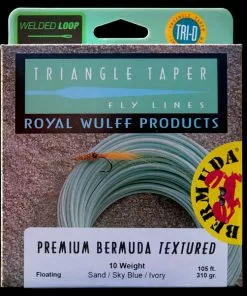 WELDED LOOP
TRI-D
TRIANGLE TAPER
FLY LINES
ROYAL WULFF PRODUCTS
BERMUDA
PREMIUM BERMUDA TEXTURED
10 Weight
105 ft.
Floating
Sand / Sky Blue / Ivory
310 gr.